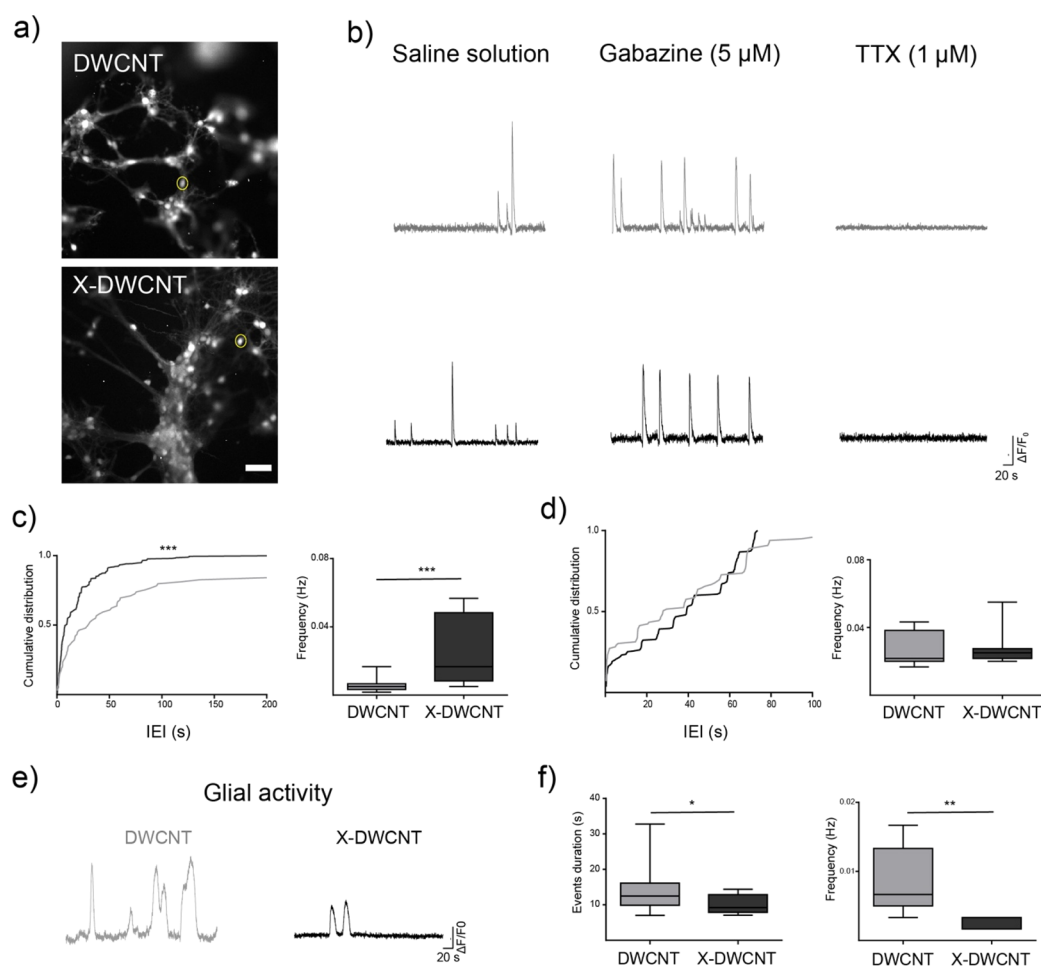 a)
DWCNT
X-DWCNT
b)
Saline solution
Gabazine (5 µM)
TTX (1 µM)
ΔF/F₀
20 s
c)
Cumulative distribution
1.0
0.5
***
0
50
100
150
200
IEI (s)
Frequency (Hz)
0.08
0.04
***
DWCNT
X-DWCNT
d)
Cumulative distribution
1.0
0.5
20
40
60
80
100
IEI (s)
Frequency (Hz)
0.08
0.04
DWCNT
X-DWCNT
e)
Glial activity
DWCNT
X-DWCNT
ΔF/F0
20 s
f)
Events duration (s)
40
30
20
10
*
DWCNT
X-DWCNT
Frequency (Hz)
0.02
0.01
**
DWCNT
X-DWCNT